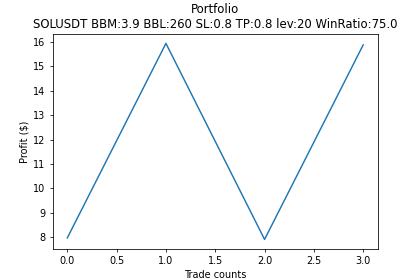 Portfolio
SOLUSDT BBM:3.9 BBL:260 SL:0.8 TP:0.8 lev:20 WinRatio:75.0
16
15
14
13
12
11
10
9
8
Profit ($)
0.0 0.5 1.0 1.5 2.0 2.5 3.0
Trade counts